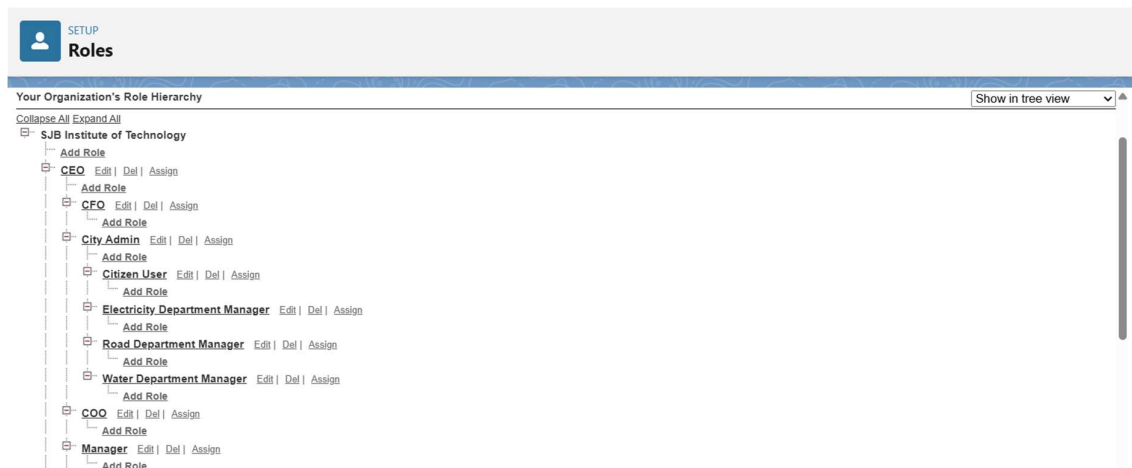 SETUP
Roles
Your Organization's Role Hierarchy
Show in tree view
Collapse All Expand All
SJB Institute of Technology
Add Role
CEO Edit | Del | Assign
Add Role
CFO Edit | Del | Assign
Add Role
City Admin Edit | Del | Assign
Add Role
Citizen User Edit | Del | Assign
Add Role
Electricity Department Manager Edit | Del | Assign
Add Role
Road Department Manager Edit | Del | Assign
Add Role
Water Department Manager Edit | Del | Assign
Add Role
COO Edit | Del | Assign
Add Role
Manager Edit | Del | Assign
Add Role